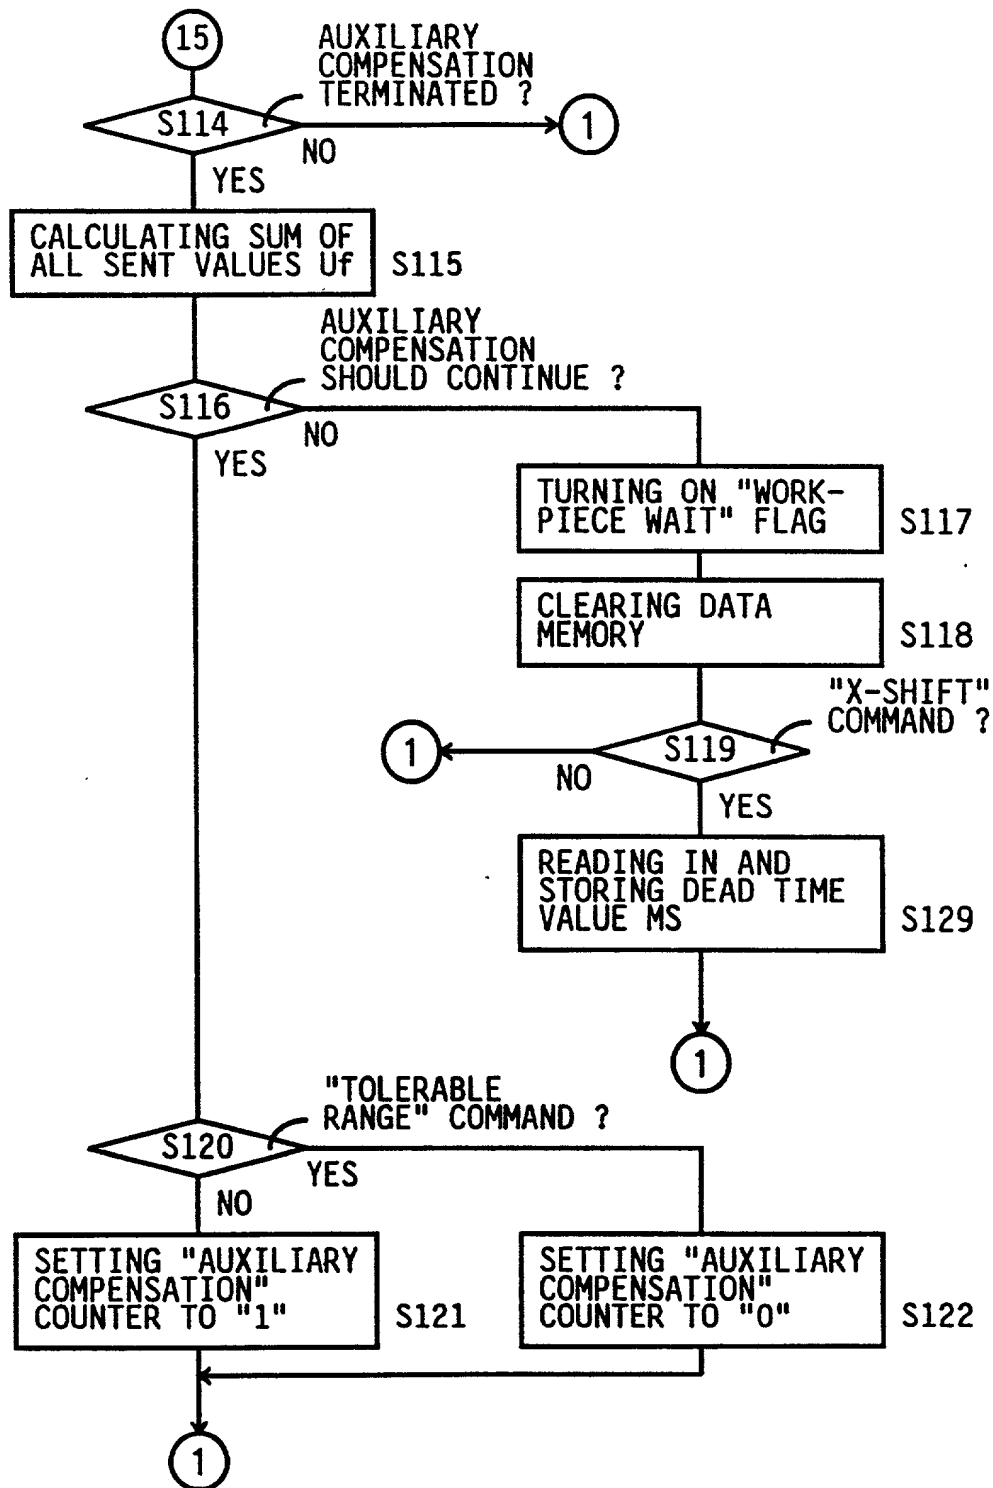 15
AUXILIARY
COMPENSATION
TERMINATED ?
S114
1
NO
YES
CALCULATING SUM OF
ALL SENT VALUES Uf
S115
AUXILIARY
COMPENSATION
SHOULD CONTINUE ?
S116
NO
YES
TURNING ON "WORK-
PIECE WAIT" FLAG
S117
CLEARING DATA
MEMORY
S118
"X-SHIFT"
COMMAND ?
1
S119
NO
YES
READING IN AND
STORING DEAD TIME
VALUE MS
S129
1
"TOLERABLE
RANGE" COMMAND ?
S120
YES
NO
SETTING "AUXILIARY
COMPENSATION"
COUNTER TO "1"
S121
SETTING "AUXILIARY
COMPENSATION"
COUNTER TO "0"
S122
1